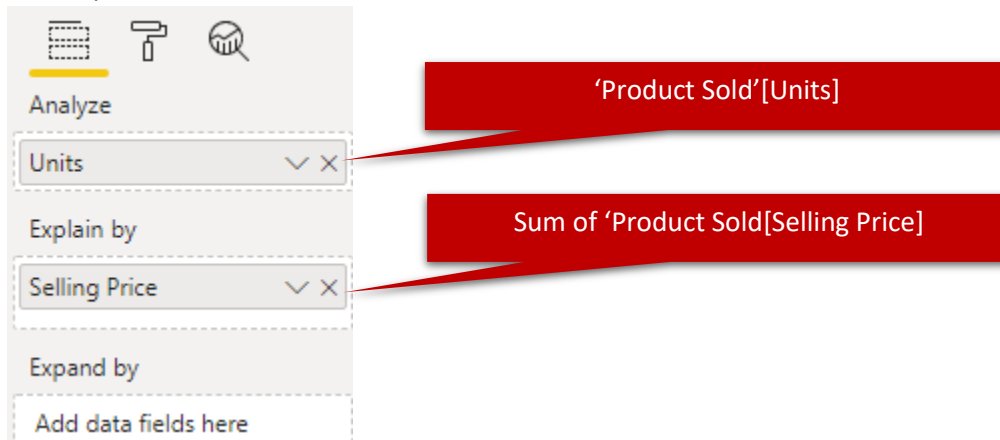 Analyze
‘Product Sold’[Units]
Units
Explain by
Sum of ‘Product Sold[Selling Price]
Selling Price
Expand by
Add data fields here